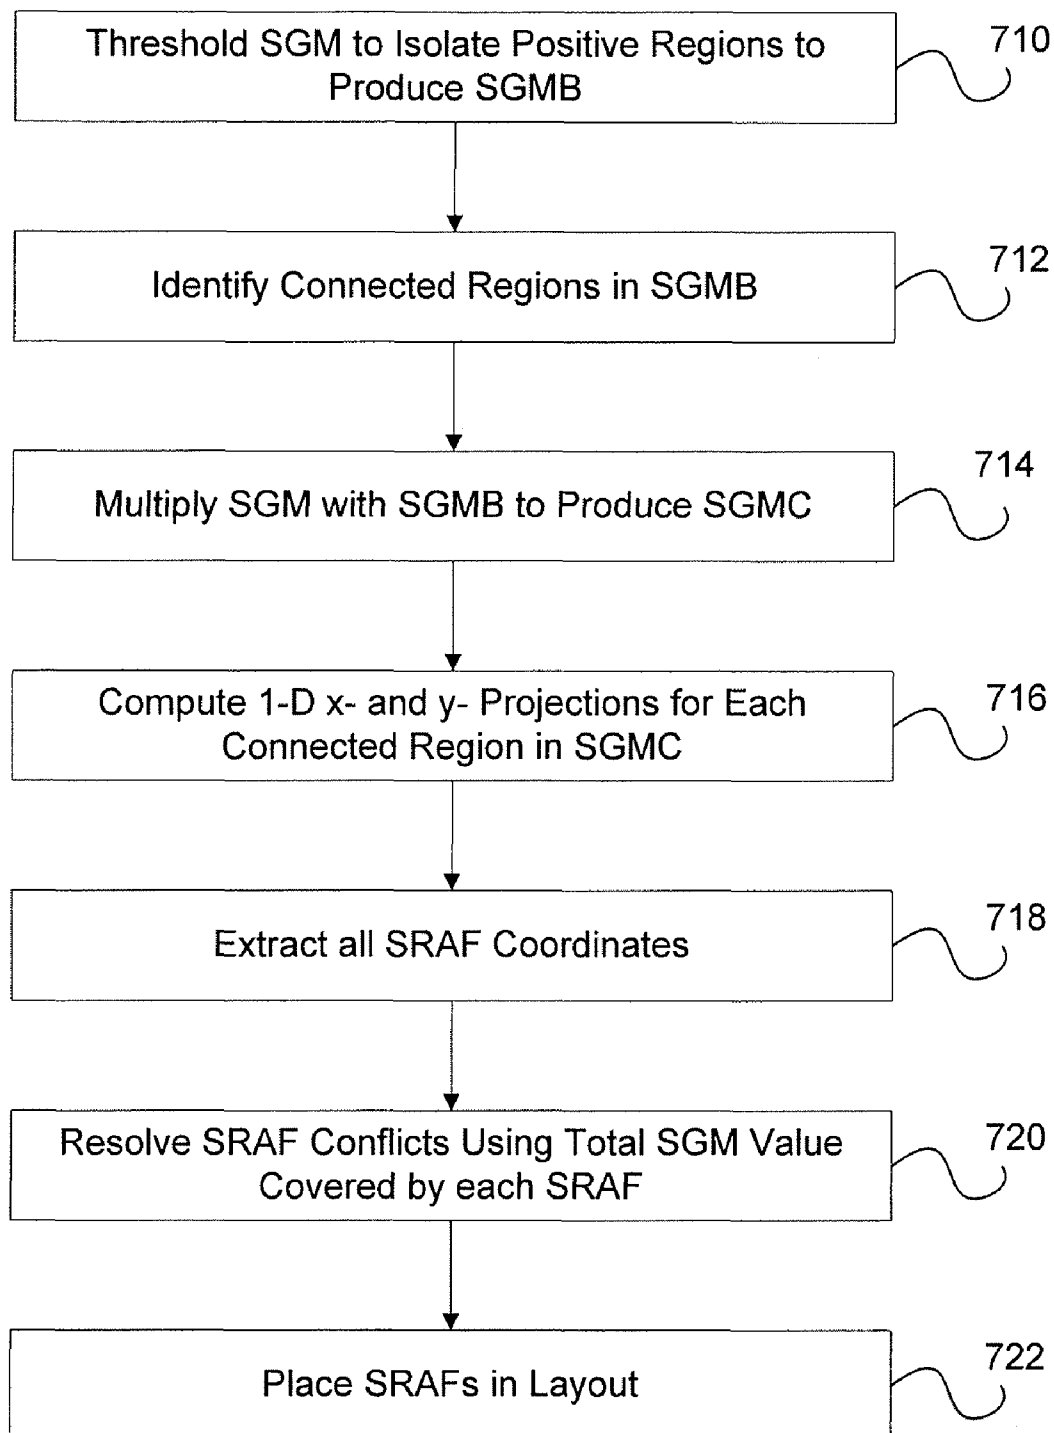 Threshold SGM to Isolate Positive Regions to
Produce SGMB
710
Identify Connected Regions in SGMB
712
Multiply SGM with SGMB to Produce SGMC
714
Compute 1-D x- and y- Projections for Each
Connected Region in SGMC
716
Extract all SRAF Coordinates
718
Resolve SRAF Conflicts Using Total SGM Value
Covered by each SRAF
720
Place SRAFs in Layout
722